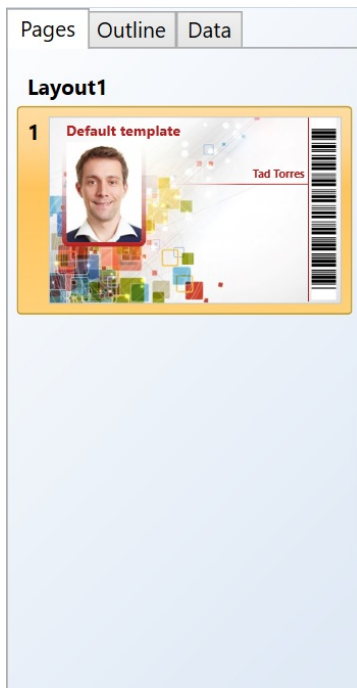 Pages Outline Data
Layout1
1
Default template
Tad Torres